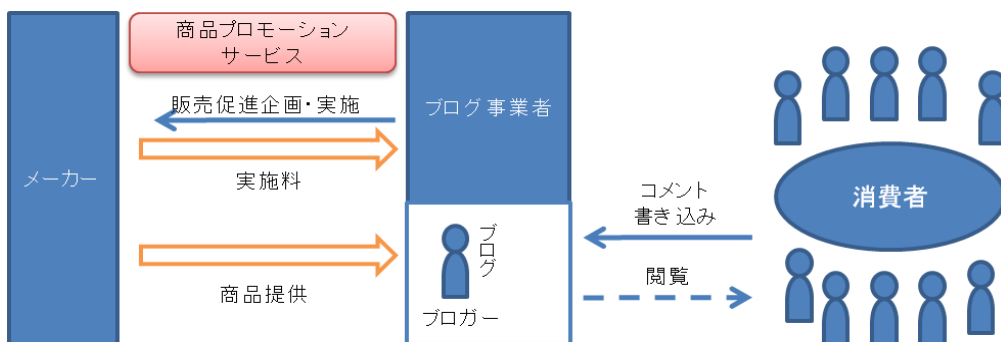 商品プロモーション
サービス
販売促進企画・実施
ブログ事業者
メーカー
実施料
コメント
書き込み
消費者
ブログ
商品提供
閲覧
ブロガー